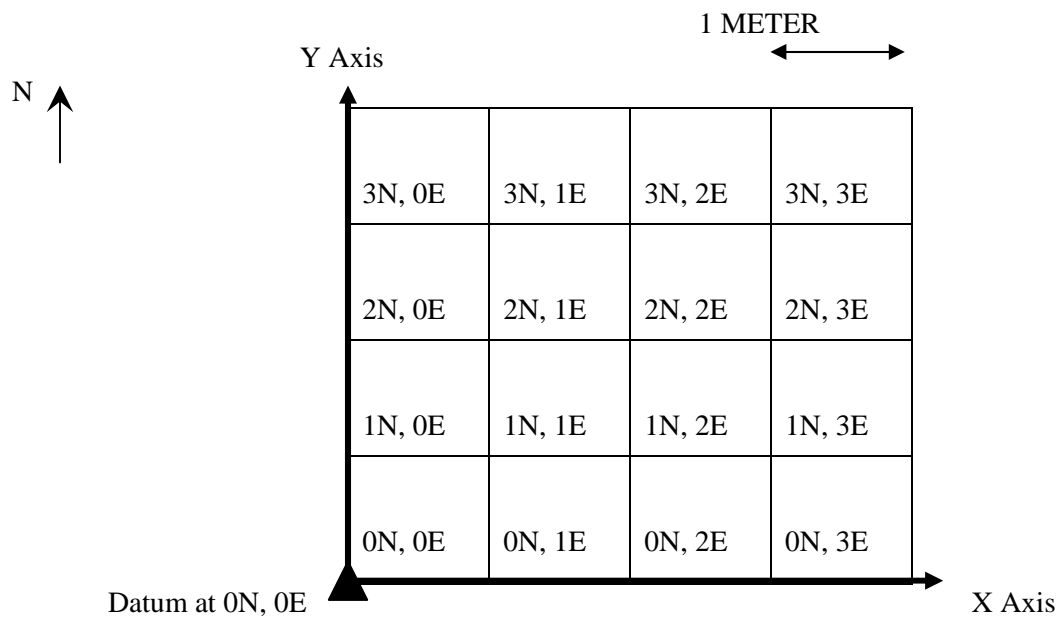 1 METER
Y Axis
N
3N, 0E 3N, 1E 3N, 2E 3N, 3E
2N, 0E 2N, 1E 2N, 2E 2N, 3E
1N, 0E 1N, 1E 1N, 2E 1N, 3E
0N, 0E 0N, 1E 0N, 2E 0N, 3E
Datum at 0N, 0E X Axis